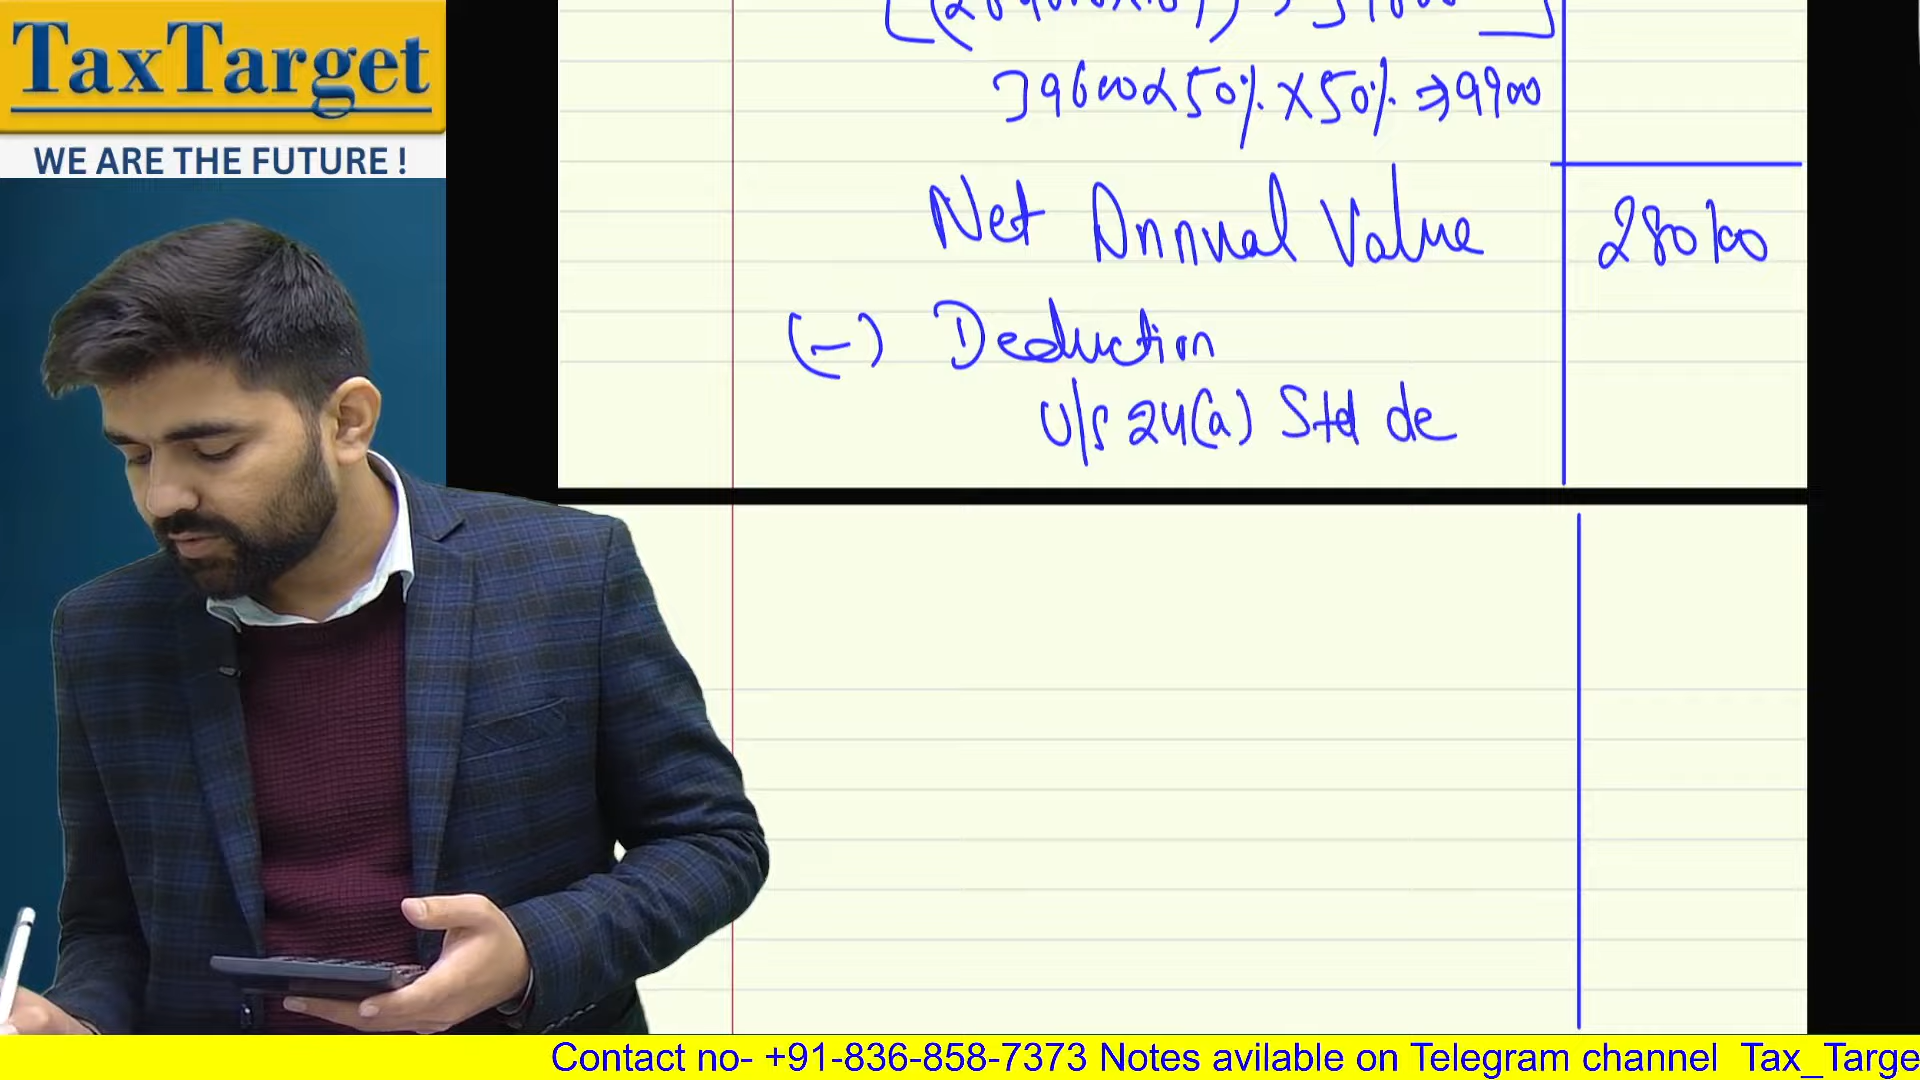 TaxTarget
WE ARE THE FUTURE !
39600 x 50% x 50% ⇒ 9900
Net Annual Value 280100
(-) Deduction
U/s 24(a) Std de
Contact no- +91-836-858-7373 Notes avilable on Telegram channel Tax_Targe